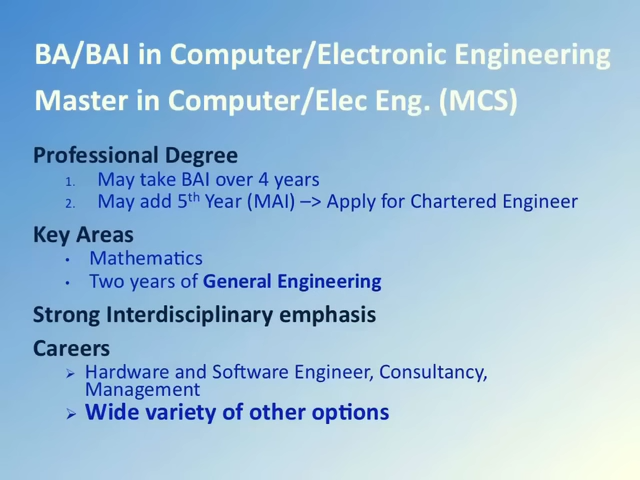 BA/BAI in Computer/Electronic Engineering
Master in Computer/Elec Eng. (MCS)
Professional Degree
1. May take BAI over 4 years
2. May add 5th Year (MAI) –> Apply for Chartered Engineer
Key Areas
• Mathematics
• Two years of General Engineering
Strong Interdisciplinary emphasis
Careers
➢ Hardware and Software Engineer, Consultancy,
Management
➢ Wide variety of other options